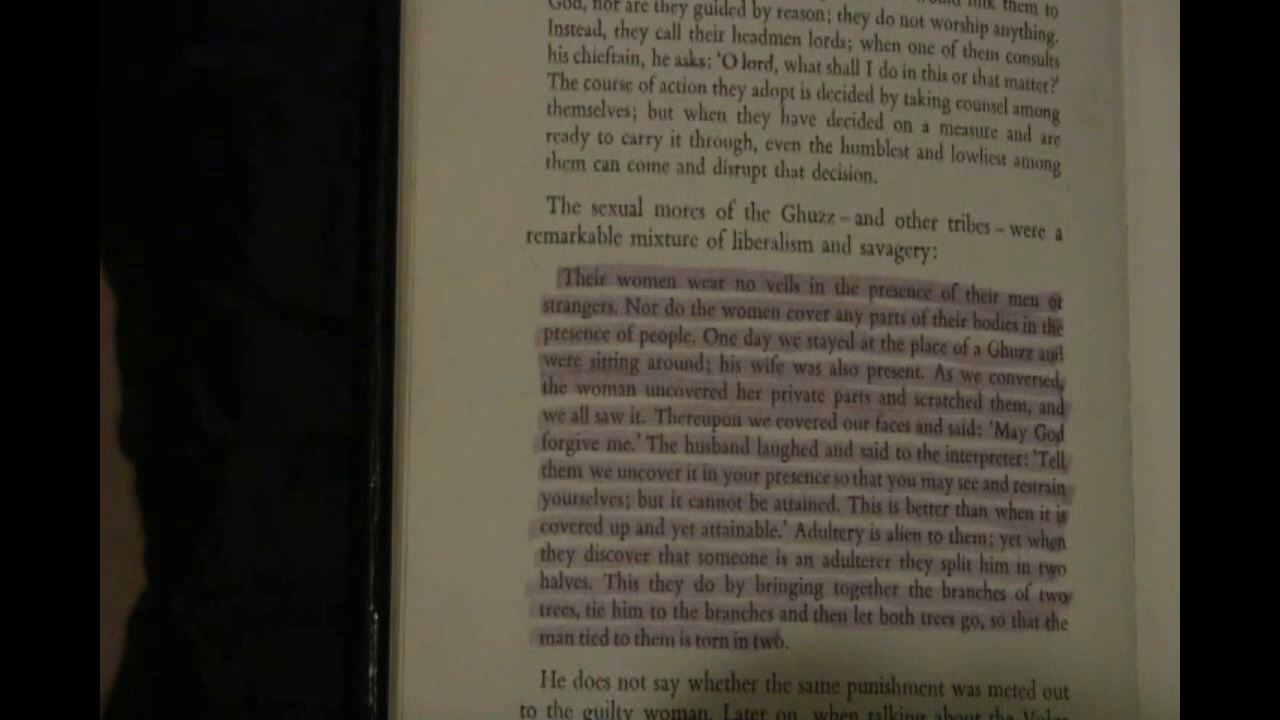 God, nor are they guided by reason; they do not worship anything.
Instead, they call their headmen lords; when one of them consults
his chieftain, he asks: 'O lord, what shall I do in this or that matter?'
The course of action they adopt is decided by taking counsel among
themselves; but when they have decided on a measure and are
ready to carry it through, even the humblest and lowliest among
them can come and disrupt that decision.
The sexual mores of the Ghuzz – and other tribes – were a
remarkable mixture of liberalism and savagery:
Their women wear no veils in the presence of their men or
strangers. Nor do the women cover any parts of their bodies in the
presence of people. One day we stayed at the place of a Ghuzz and
were sitting around; his wife was also present. As we conversed,
the woman uncovered her private parts and scratched them, and
we all saw it. Thereupon we covered our faces and said: 'May God
forgive me.' The husband laughed and said to the interpreter: 'Tell
them we uncover it in your presence so that you may see and restrain
yourselves; but it cannot be attained. This is better than when it is
covered up and yet attainable.' Adultery is alien to them; yet when
they discover that someone is an adulterer they split him in two
halves. This they do by bringing together the branches of two
trees, tie him to the branches and then let both trees go, so that the
man tied to them is torn in two.
He does not say whether the same punishment was meted out
to the guilty woman. Later on, when talking about the